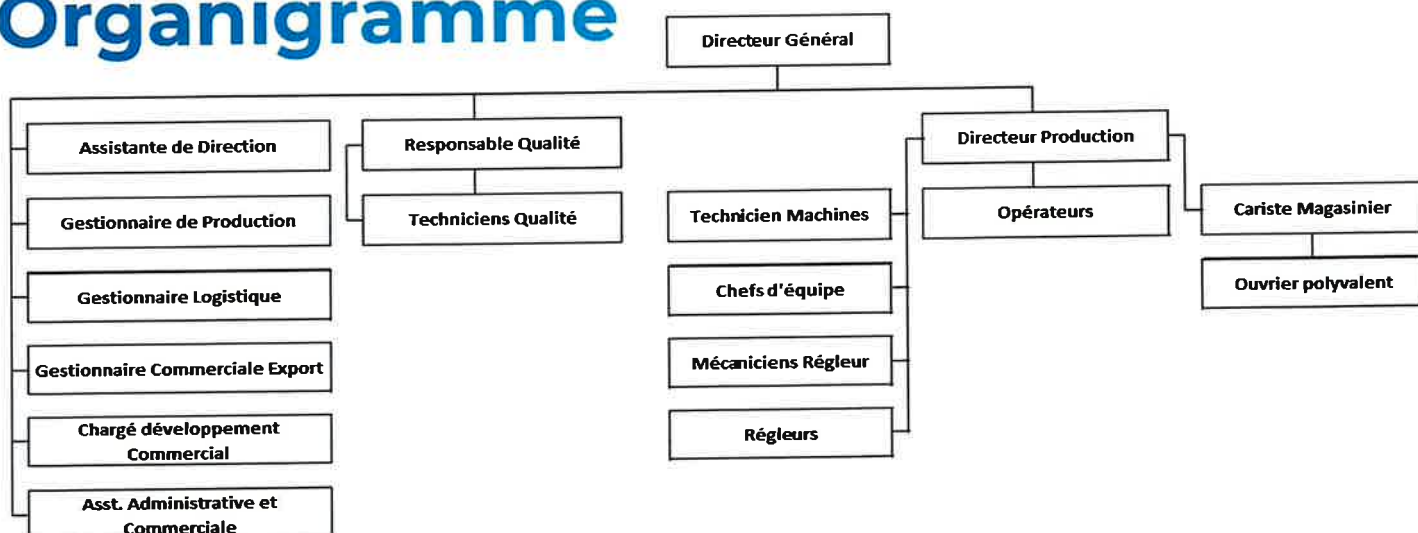 Organigramme
Directeur Général
Assistante de Direction
Gestionnaire de Production
Gestionnaire Logistique
Gestionnaire Commerciale Export
Chargé développement
Commercial
Asst. Administrative et
Commerciale
Responsable Qualité
Techniciens Qualité
Directeur Production
Technicien Machines
Chefs d'équipe
Mécaniciens Régleur
Régleurs
Opérateurs
Cariste Magasinier
Ouvrier polyvalent